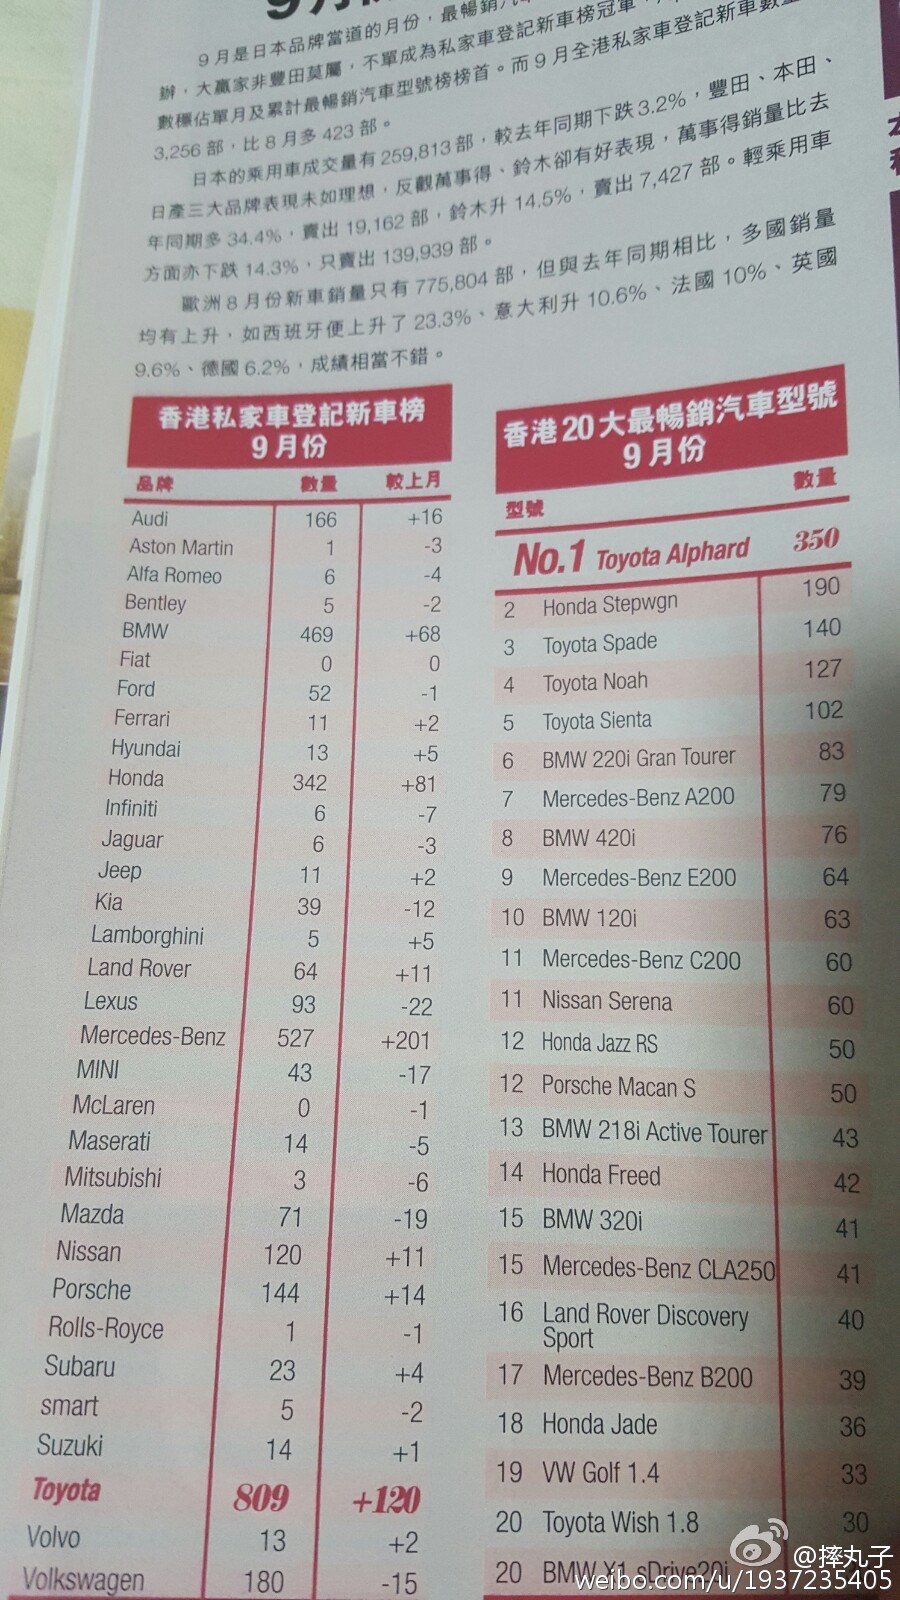 9月是日本品牌當道的月份，最暢銷
辦，大贏家非豐田莫屬，不單成為私家車登記新車榜冠軍，
數穩佔單月及累計最暢銷汽車型號榜榜首。而9月全港私家車登記新車數
3,256部，比8月多423部。
日本的乘用車成交量有259,813部，較去年同期下跌3.2%，豐田、本田、
日產三大品牌表現未如理想，反觀萬事得、鈴木卻有好表現，萬事得銷量比去
年同期多34.4%，賣出19,162部，鈴木升14.5%，賣出7,427部。輕乘用車
方面亦下跌14.3%，只賣出139,939部。
歐洲8月份新車銷量只有775,804部，但與去年同期相比，多國銷量
均有上升，如西班牙便上升了23.3%、意大利升10.6%、法國10%、英國
9.6%、德國6.2%，成績相當不錯。
香港私家車登記新車榜
9月份
品牌 數量 較上月
Audi 166 +16
Aston Martin 1 -3
Alfa Romeo 6 -4
Bentley 5 -2
BMW 469 +68
Fiat 0 0
Ford 52 -1
Ferrari 11 +2
Hyundai 13 +5
Honda 342 +81
Infiniti 6 -7
Jaguar 6 -3
Jeep 11 +2
Kia 39 -12
Lamborghini 5 +5
Land Rover 64 +11
Lexus 93 -22
Mercedes-Benz 527 +201
MINI 43 -17
McLaren 0 -1
Maserati 14 -5
Mitsubishi 3 -6
Mazda 71 -19
Nissan 120 +11
Porsche 144 +14
Rolls-Royce 1 -1
Subaru 23 +4
smart 5 -2
Suzuki 14 +1
Toyota 809 +120
Volvo 13 +2
Volkswagen 180 -15
香港20大最暢銷汽車型號
9月份
型號 數量
No.1 Toyota Alphard 350
2 Honda Stepwgn 190
3 Toyota Spade 140
4 Toyota Noah 127
5 Toyota Sienta 102
6 BMW 220i Gran Tourer 83
7 Mercedes-Benz A200 79
8 BMW 420i 76
9 Mercedes-Benz E200 64
10 BMW 120i 63
11 Mercedes-Benz C200 60
11 Nissan Serena 60
12 Honda Jazz RS 50
12 Porsche Macan S 50
13 BMW 218i Active Tourer 43
14 Honda Freed 42
15 BMW 320i 41
15 Mercedes-Benz CLA250 41
16 Land Rover Discovery 40
Sport
17 Mercedes-Benz B200 39
18 Honda Jade 36
19 VW Golf 1.4 33
20 Toyota Wish 1.8 30
20 BMW X1 sDrive20i
@摔丸子
weibo.com/u/1937235405